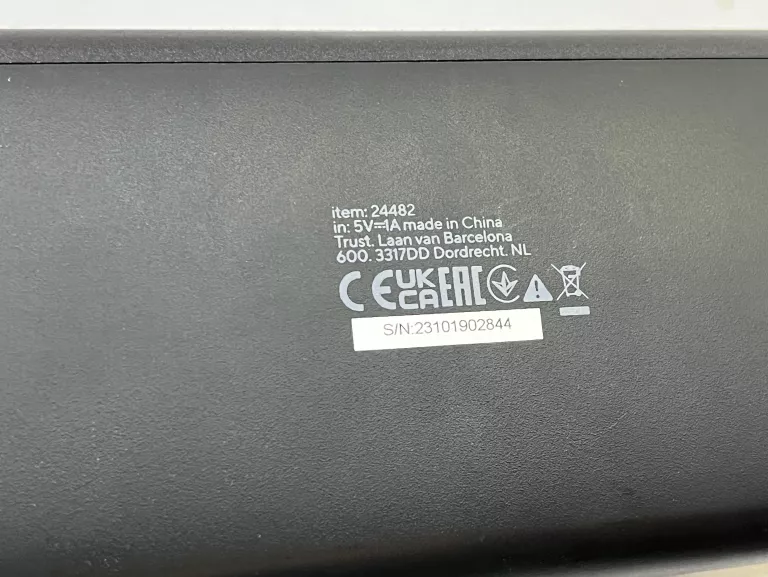 item: 24482
in: 5V⎓1A made in China
Trust. Laan van Barcelona
600. 3317DD Dordrecht. NL
CE UK CA EAC
S/N:23101902844